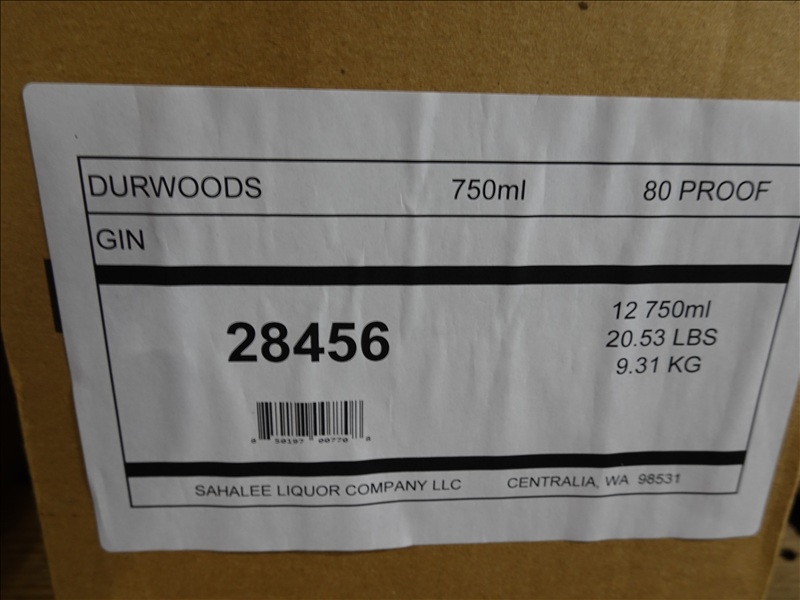 DURWOODS 750ml 80 PROOF
GIN
28456
12 750ml
20.53 LBS
9.31 KG
SAHALEE LIQUOR COMPANY LLC CENTRALIA, WA 98531